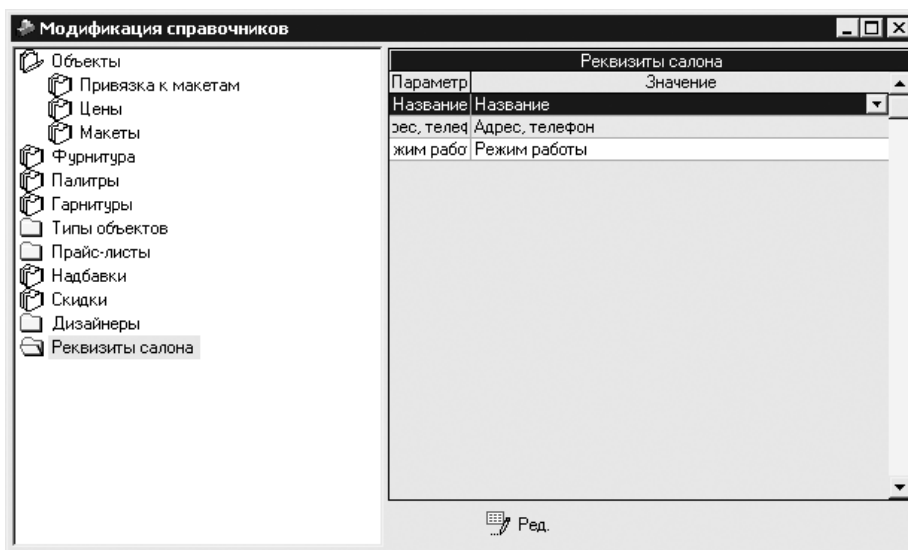 Модификация справочников
Объекты
Привязка к макетам
Цены
Макеты
Фурнитура
Палитры
Гарнитуры
Типы объектов
Прайс-листы
Надбавки
Скидки
Дизайнеры
Реквизиты салона
Реквизиты салона
Параметр Значение
Название Название
рес, телеф Адрес, телефон
жим рабо Режим работы
Ред.